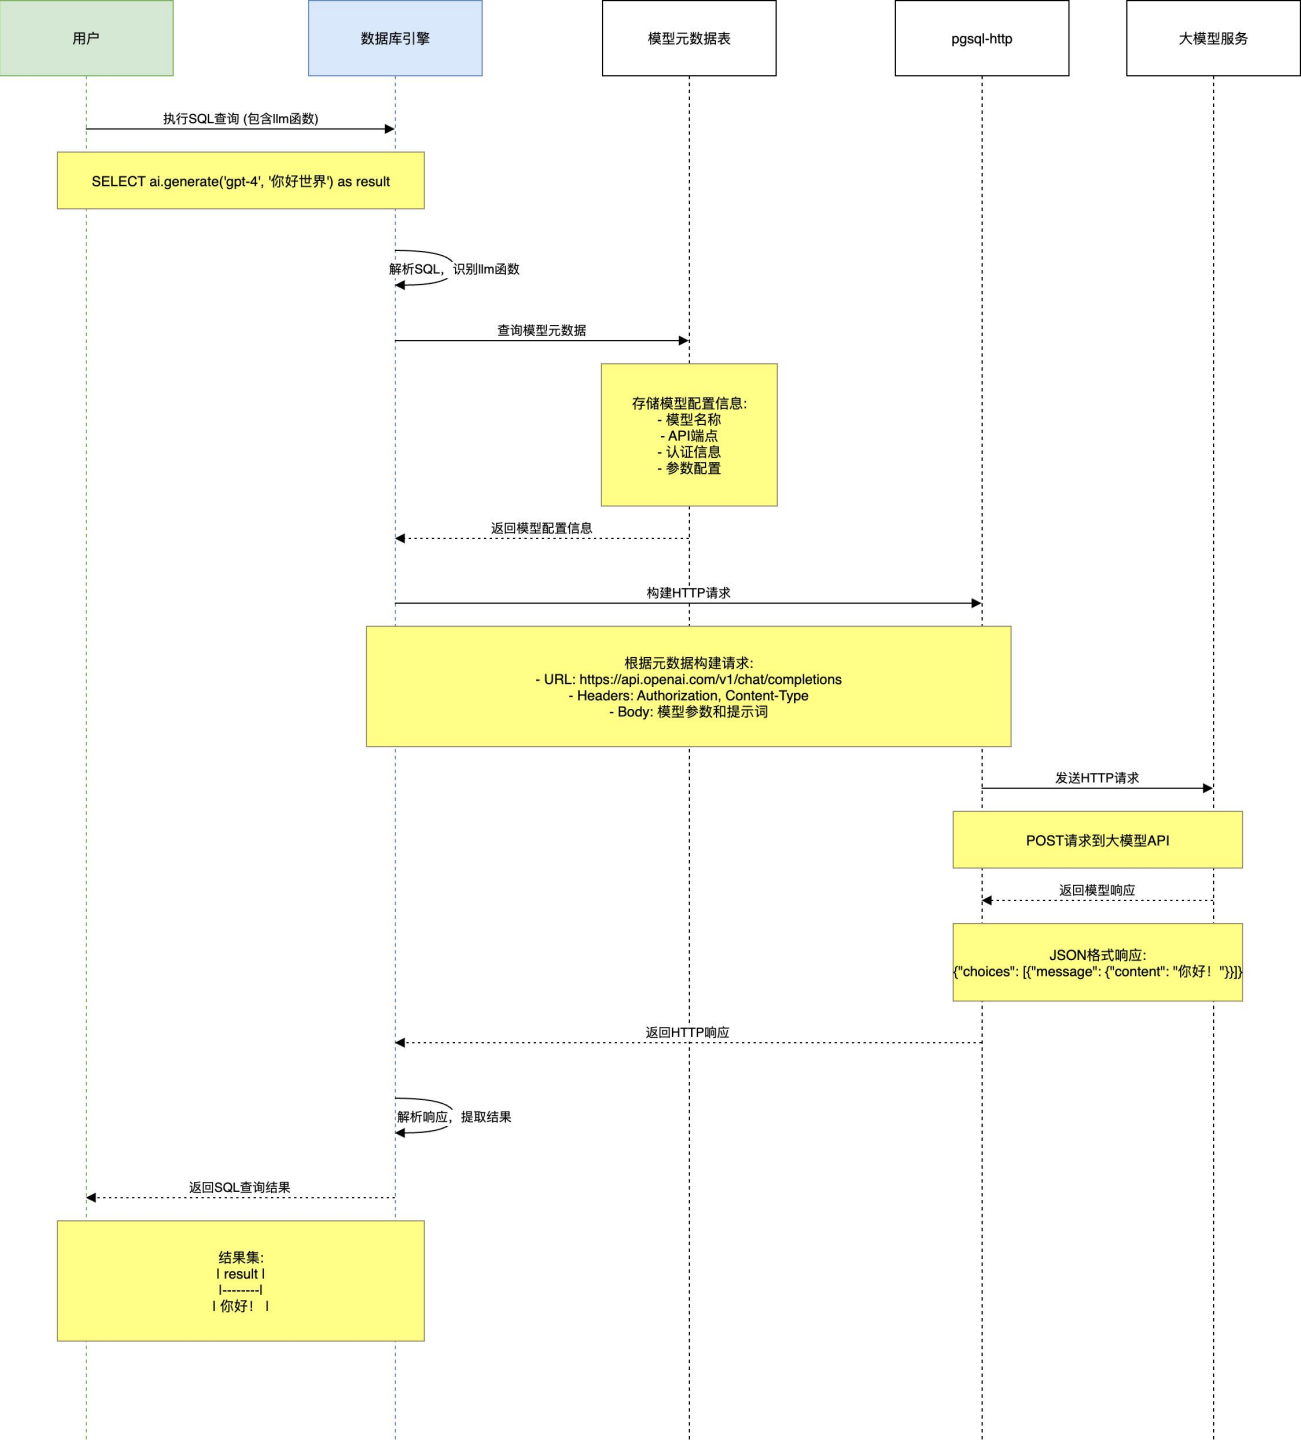 用户
数据库引擎
模型元数据表
pgsql-http
大模型服务
执行SQL查询 (包含llm函数)
SELECT ai.generate('gpt-4', '你好世界') as result
解析SQL，识别llm函数
查询模型元数据
存储模型配置信息:
- 模型名称
- API端点
- 认证信息
- 参数配置
返回模型配置信息
构建HTTP请求
根据元数据构建请求:
- URL: https://api.openai.com/v1/chat/completions
- Headers: Authorization, Content-Type
- Body: 模型参数和提示词
发送HTTP请求
POST请求到大模型API
返回模型响应
JSON格式响应:
{"choices": [{"message": {"content": "你好！"}}]}
返回HTTP响应
解析响应，提取结果
返回SQL查询结果
结果集:
| result |
|--------|
| 你好！ |